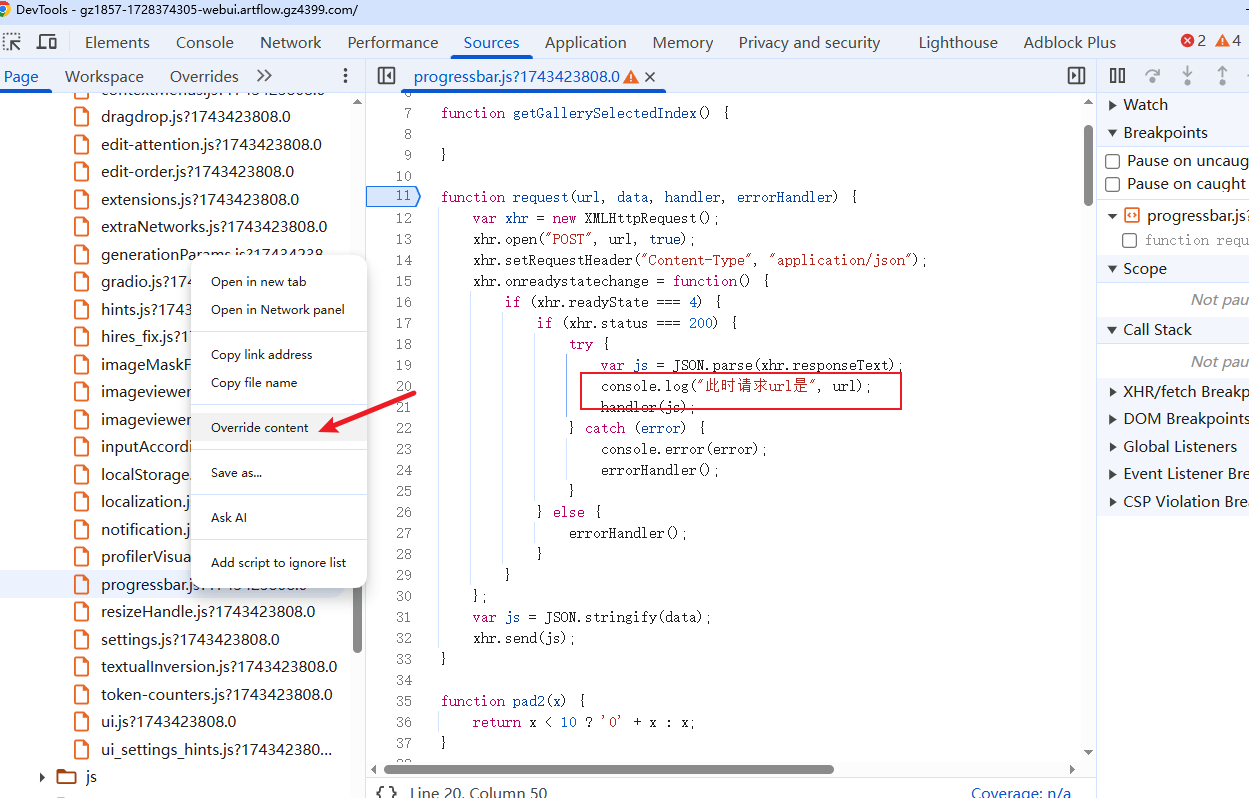 DevTools - gz1857-1728374305-webui.artflow.gz4399.com/
Elements Console Network Performance Sources Application Memory Privacy and security Lighthouse Adblock Plus 2 4
Page Workspace Overrides
progressbar.js?1743423808.0
dragdrop.js?1743423808.0
edit-attention.js?1743423808.0
edit-order.js?1743423808.0
extensions.js?1743423808.0
extraNetworks.js?1743423808.0
generationParams.js?174342338
gradio.js?174
hints.js?1743
hires_fix.js?1
imageMaskF
imageviewer
imageviewer
inputAccordi
localStorage.
localization.j
notification.j
profilerVisua
progressbar.js?1743423808.0
resizeHandle.js?1743423808.0
settings.js?1743423808.0
textualInversion.js?1743423808.0
token-counters.js?1743423808.0
ui.js?1743423808.0
ui_settings_hints.js?174342380...
js
Open in new tab
Open in Network panel
Copy link address
Copy file name
Override content
Save as...
Ask AI
Add script to ignore list
7 function getGallerySelectedIndex() {
8
9 }
10
11 function request(url, data, handler, errorHandler) {
12 var xhr = new XMLHttpRequest();
13 xhr.open("POST", url, true);
14 xhr.setRequestHeader("Content-Type", "application/json");
15 xhr.onreadystatechange = function() {
16 if (xhr.readyState === 4) {
17 if (xhr.status === 200) {
18 try {
19 var js = JSON.parse(xhr.responseText);
20 console.log("此时请求url是", url);
21 handler(js);
22 } catch (error) {
23 console.error(error);
24 errorHandler();
25 }
26 } else {
27 errorHandler();
28 }
29 }
30 };
31 var js = JSON.stringify(data);
32 xhr.send(js);
33 }
34
35 function pad2(x) {
36 return x < 10 ? '0' + x : x;
37 }
{ } Line 20, Column 50 Coverage: n/a
Watch
Breakpoints
Pause on uncaug
Pause on caught
progressbar.js?
function requ
Scope
Not pau
Call Stack
Not pau
XHR/fetch Breakp
DOM Breakpoints
Global Listeners
Event Listener Bre
CSP Violation Brea